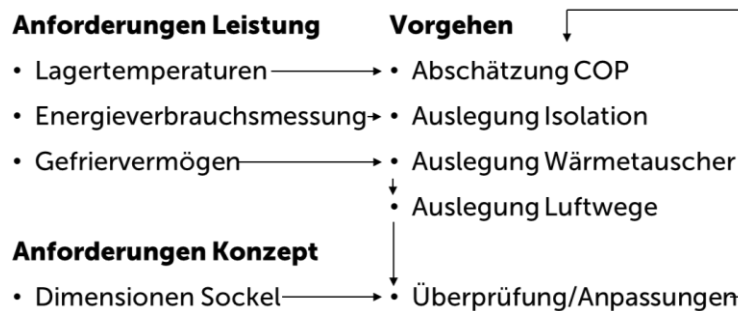 Anforderungen Leistung
• Lagertemperaturen
• Energieverbrauchsmessung
• Gefriervermögen
Anforderungen Konzept
• Dimensionen Sockel
Vorgehen
• Abschätzung COP
• Auslegung Isolation
• Auslegung Wärmetauscher
• Auslegung Luftwege
• Überprüfung/Anpassungen